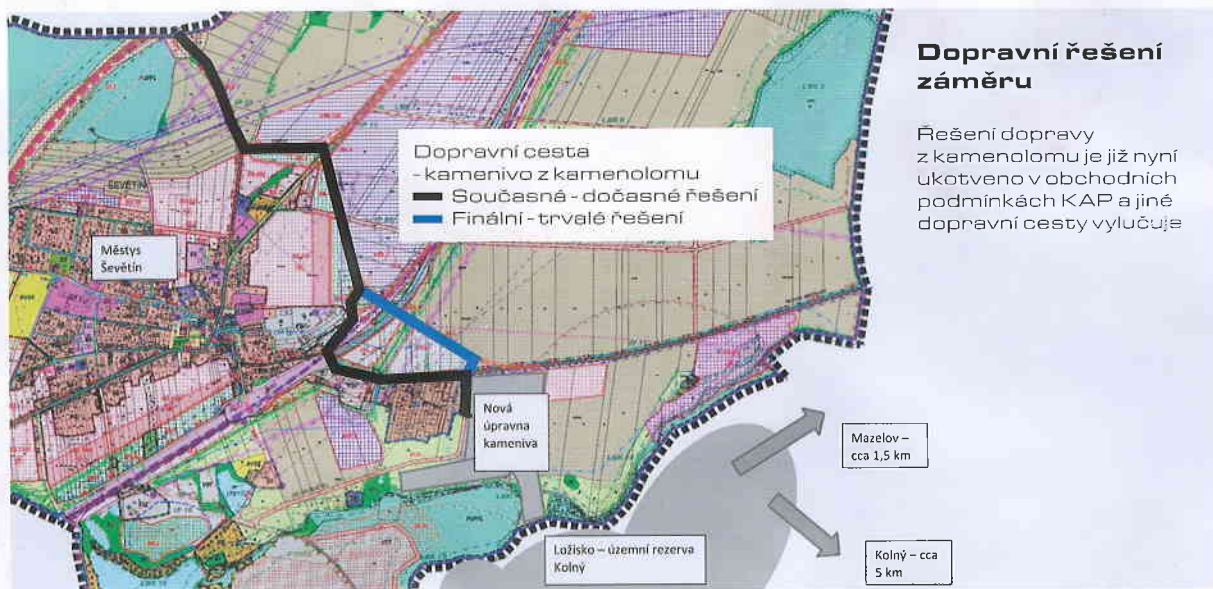 Dopravní řešení
záměru
Řešení dopravy
z kamenolomu je již nyní
ukotveno v obchodních
podmínkách KAP a jiné
dopravní cesty vylučuje
Dopravní cesta
- kamenivo z kamenolomu
Současná - dočasné řešení
Finální - trvalé řešení
ŠEVĚTÍN
Městys
Ševětín
Nová
úpravna
kameniva
Mazelov –
cca 1,5 km
Ložisko – územní rezerva
Kolný
Kolný – cca
5 km